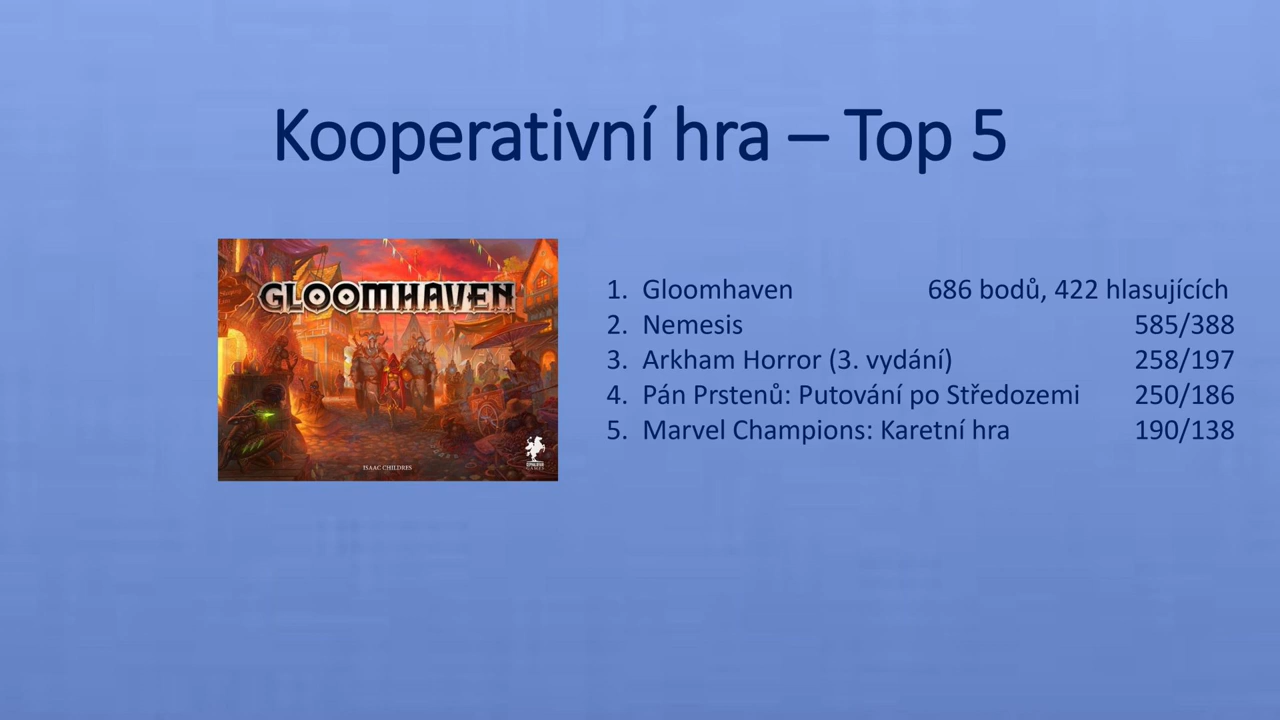 Kooperativní hra – Top 5
GLOOMHAVEN
ISAAC CHILDRES
1. Gloomhaven 686 bodů, 422 hlasujících
2. Nemesis 585/388
3. Arkham Horror (3. vydání) 258/197
4. Pán Prstenů: Putování po Středozemi 250/186
5. Marvel Champions: Karetní hra 190/138